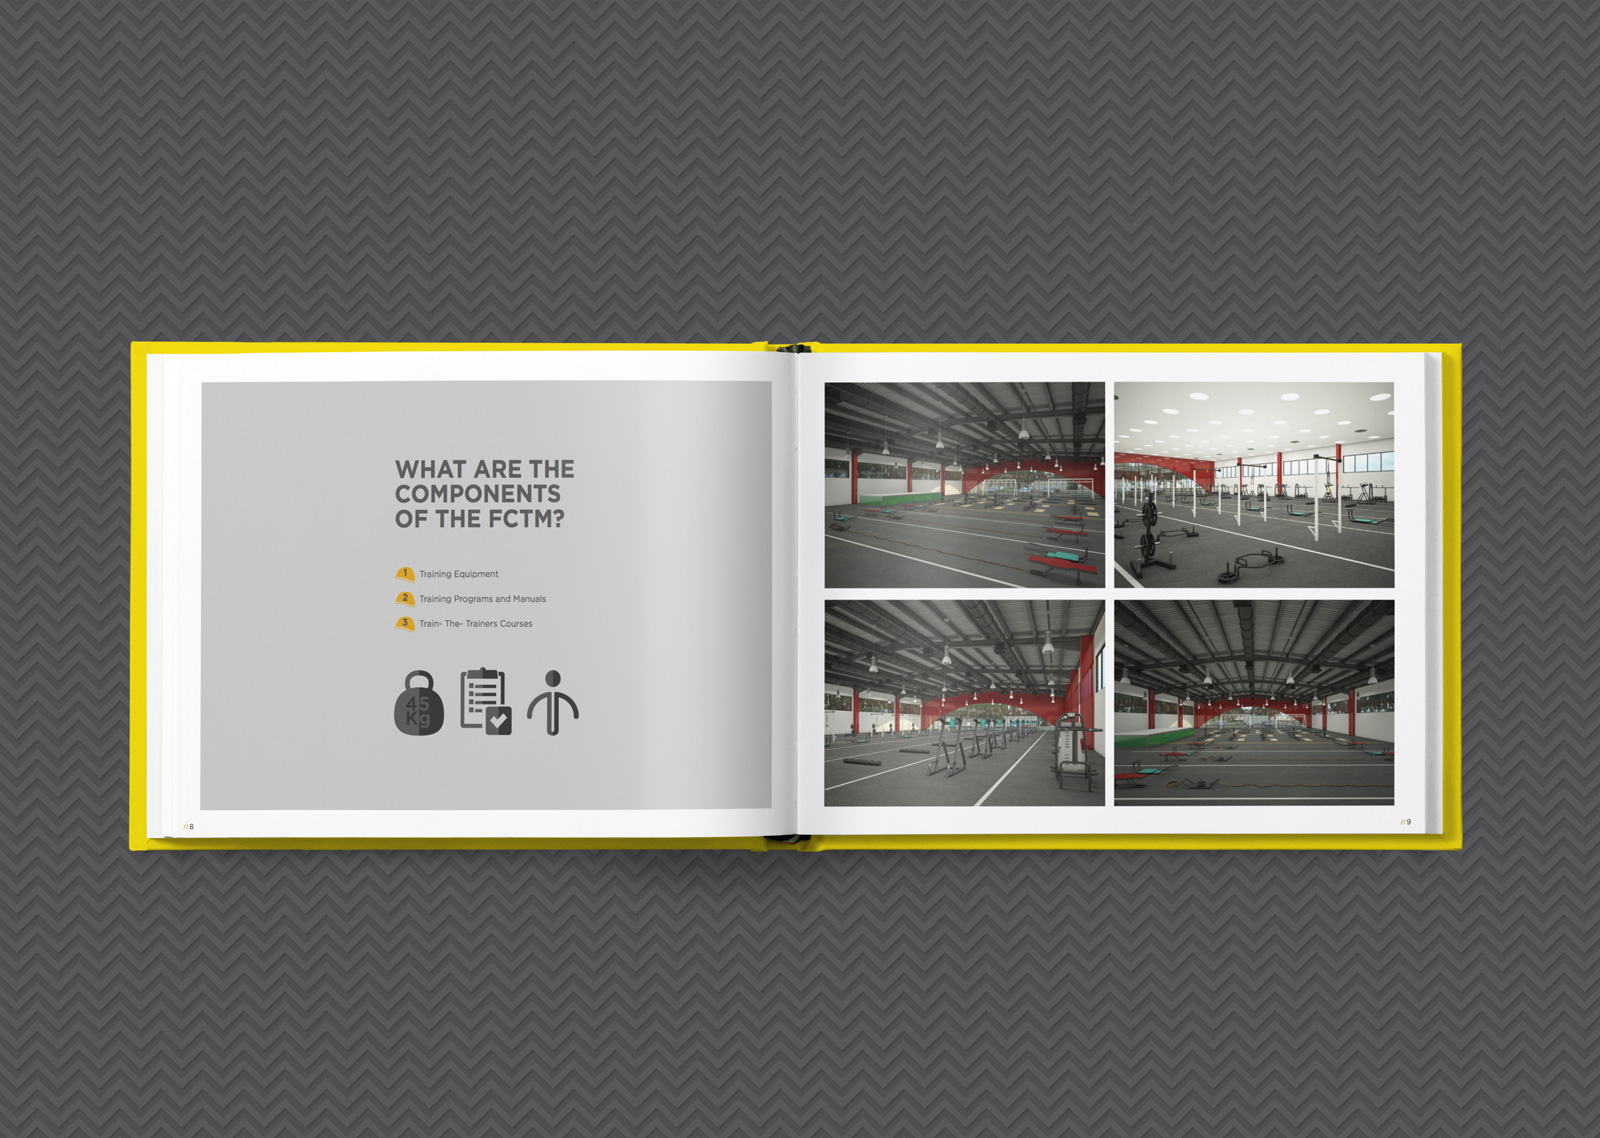 WHAT ARE THE
COMPONENTS
OF THE FCTM?
1 Training Equipment
2 Training Programs and Manuals
3 Train- The- Trainers Courses
45
Kg
//8
//9